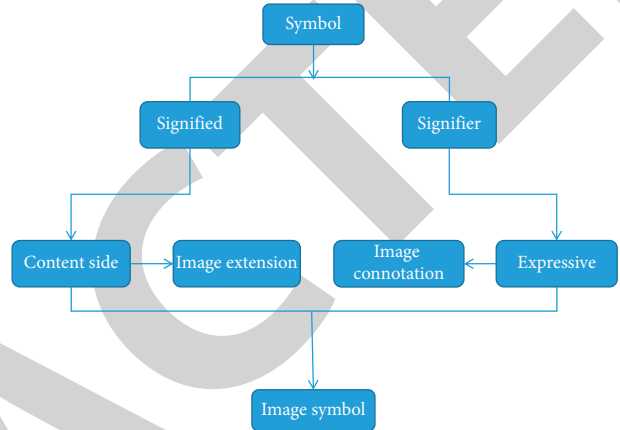 Symbol
Signified
Signifier
Content side
Image extension
Image
connotation
Expressive
Image symbol